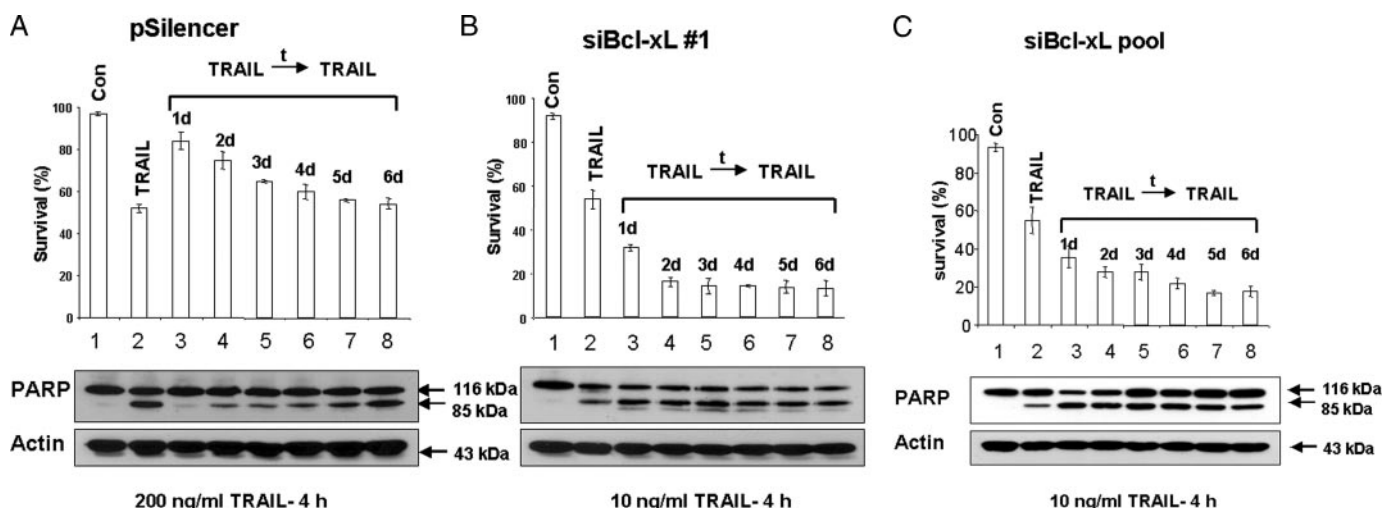 A
pSilencer
t
TRAIL → TRAIL
Con
TRAIL
1d
2d
3d
4d
5d
6d
Survival (%)
100
80
60
40
20
0
1 2 3 4 5 6 7 8
PARP
116 kDa
85 kDa
Actin
43 kDa
200 ng/ml TRAIL- 4 h
B
siBcl-xL #1
Con
TRAIL
t
TRAIL → TRAIL
1d
2d 3d 4d 5d 6d
Survival (%)
100
80
60
40
20
0
1 2 3 4 5 6 7 8
116 kDa
85 kDa
43 kDa
10 ng/ml TRAIL- 4 h
C
siBcl-xL pool
Con
TRAIL
t
TRAIL → TRAIL
1d
2d 3d 4d 5d 6d
survival (%)
100
80
60
40
20
0
1 2 3 4 5 6 7 8
PARP
116 kDa
85 kDa
Actin
43 kDa
10 ng/ml TRAIL- 4 h